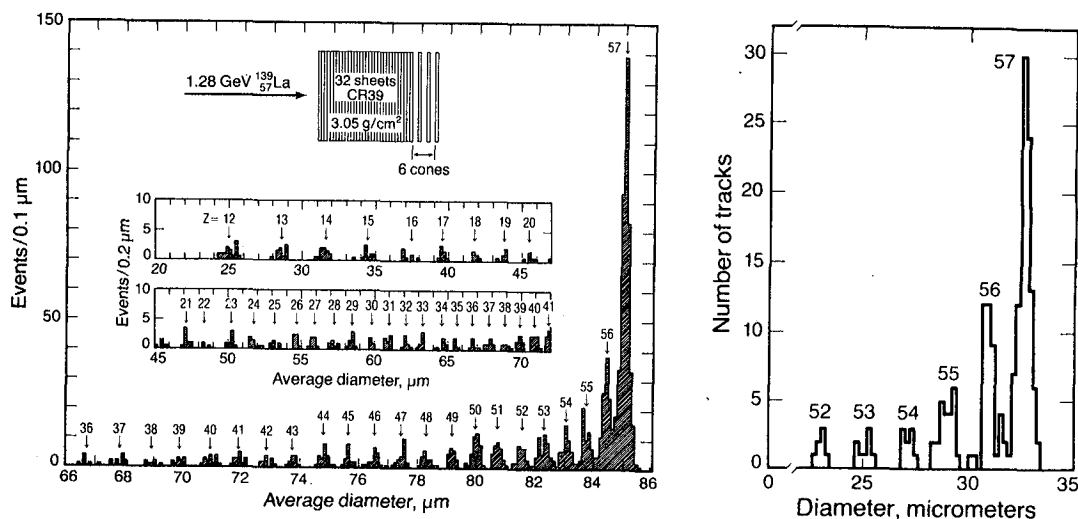 150
100
50
0
Events/0.1 μm
1.28 GeV 139 57 La
32 sheets
CR39
3.05 g/cm2
6 cones
57
56
55
10
5
0
Events/0.2 μm
Z= 12 13 14 15 16 17 18 19 20
20 25 30 35 40 45
10
5
0
21 22 23 24 25 26 27 28 29 30 31 32 33 34 35 36 37 38 39 40 41
45 50 55 60 65 70
Average diameter, μm
36 37 38 39 40 41 42 43 44 45 46 47 48 49 50 51 52 53 54
66 68 70 72 74 76 78 80 82 84 86
Average diameter, μm
30
25
20
15
10
5
0
Number of tracks
57
56
55
52 53 54
0 25 30 35
Diameter, micrometers